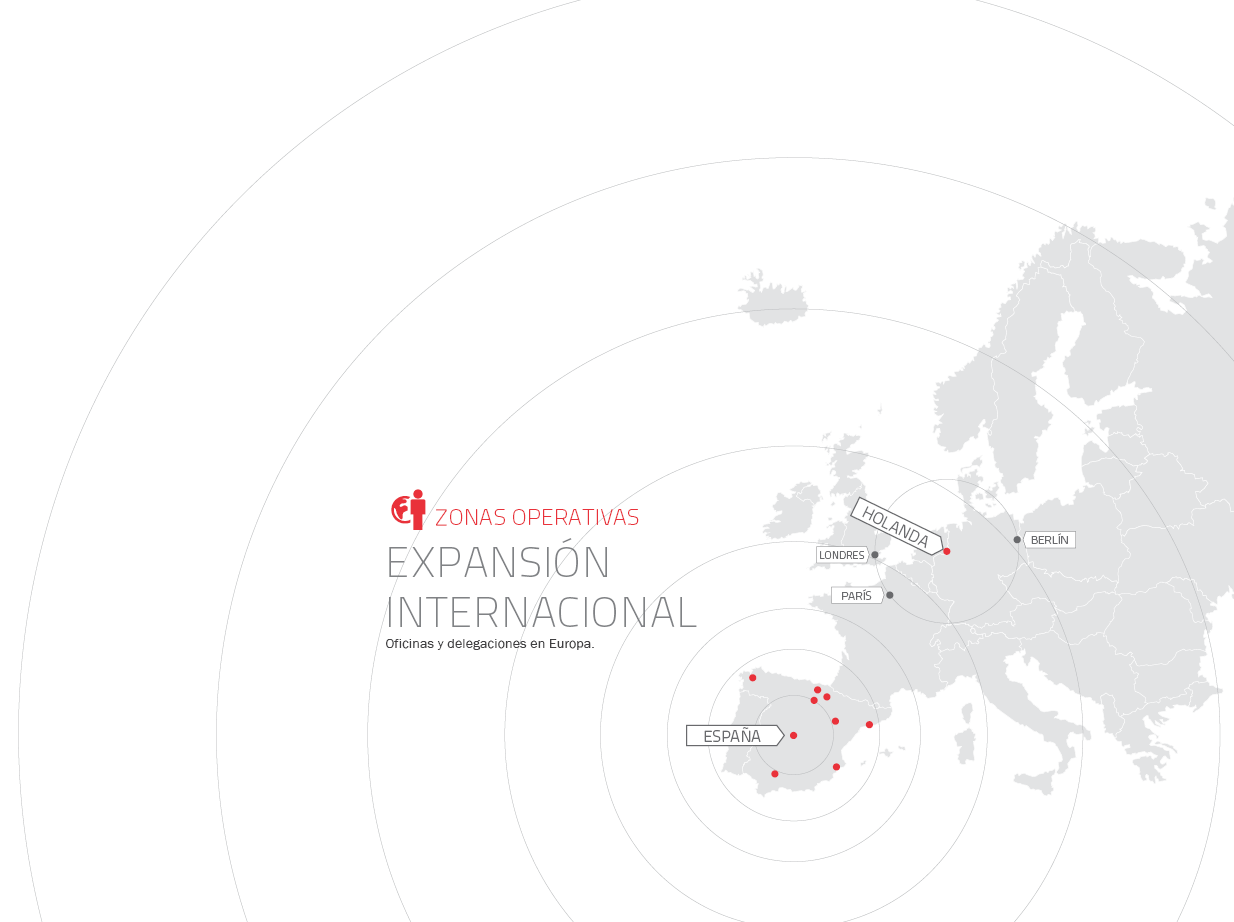 ZONAS OPERATIVAS
EXPANSIÓN
INTERNACIONAL
Oficinas y delegaciones en Europa.
HOLANDA
BERLÍN
LONDRES
PARÍS
ESPAÑA